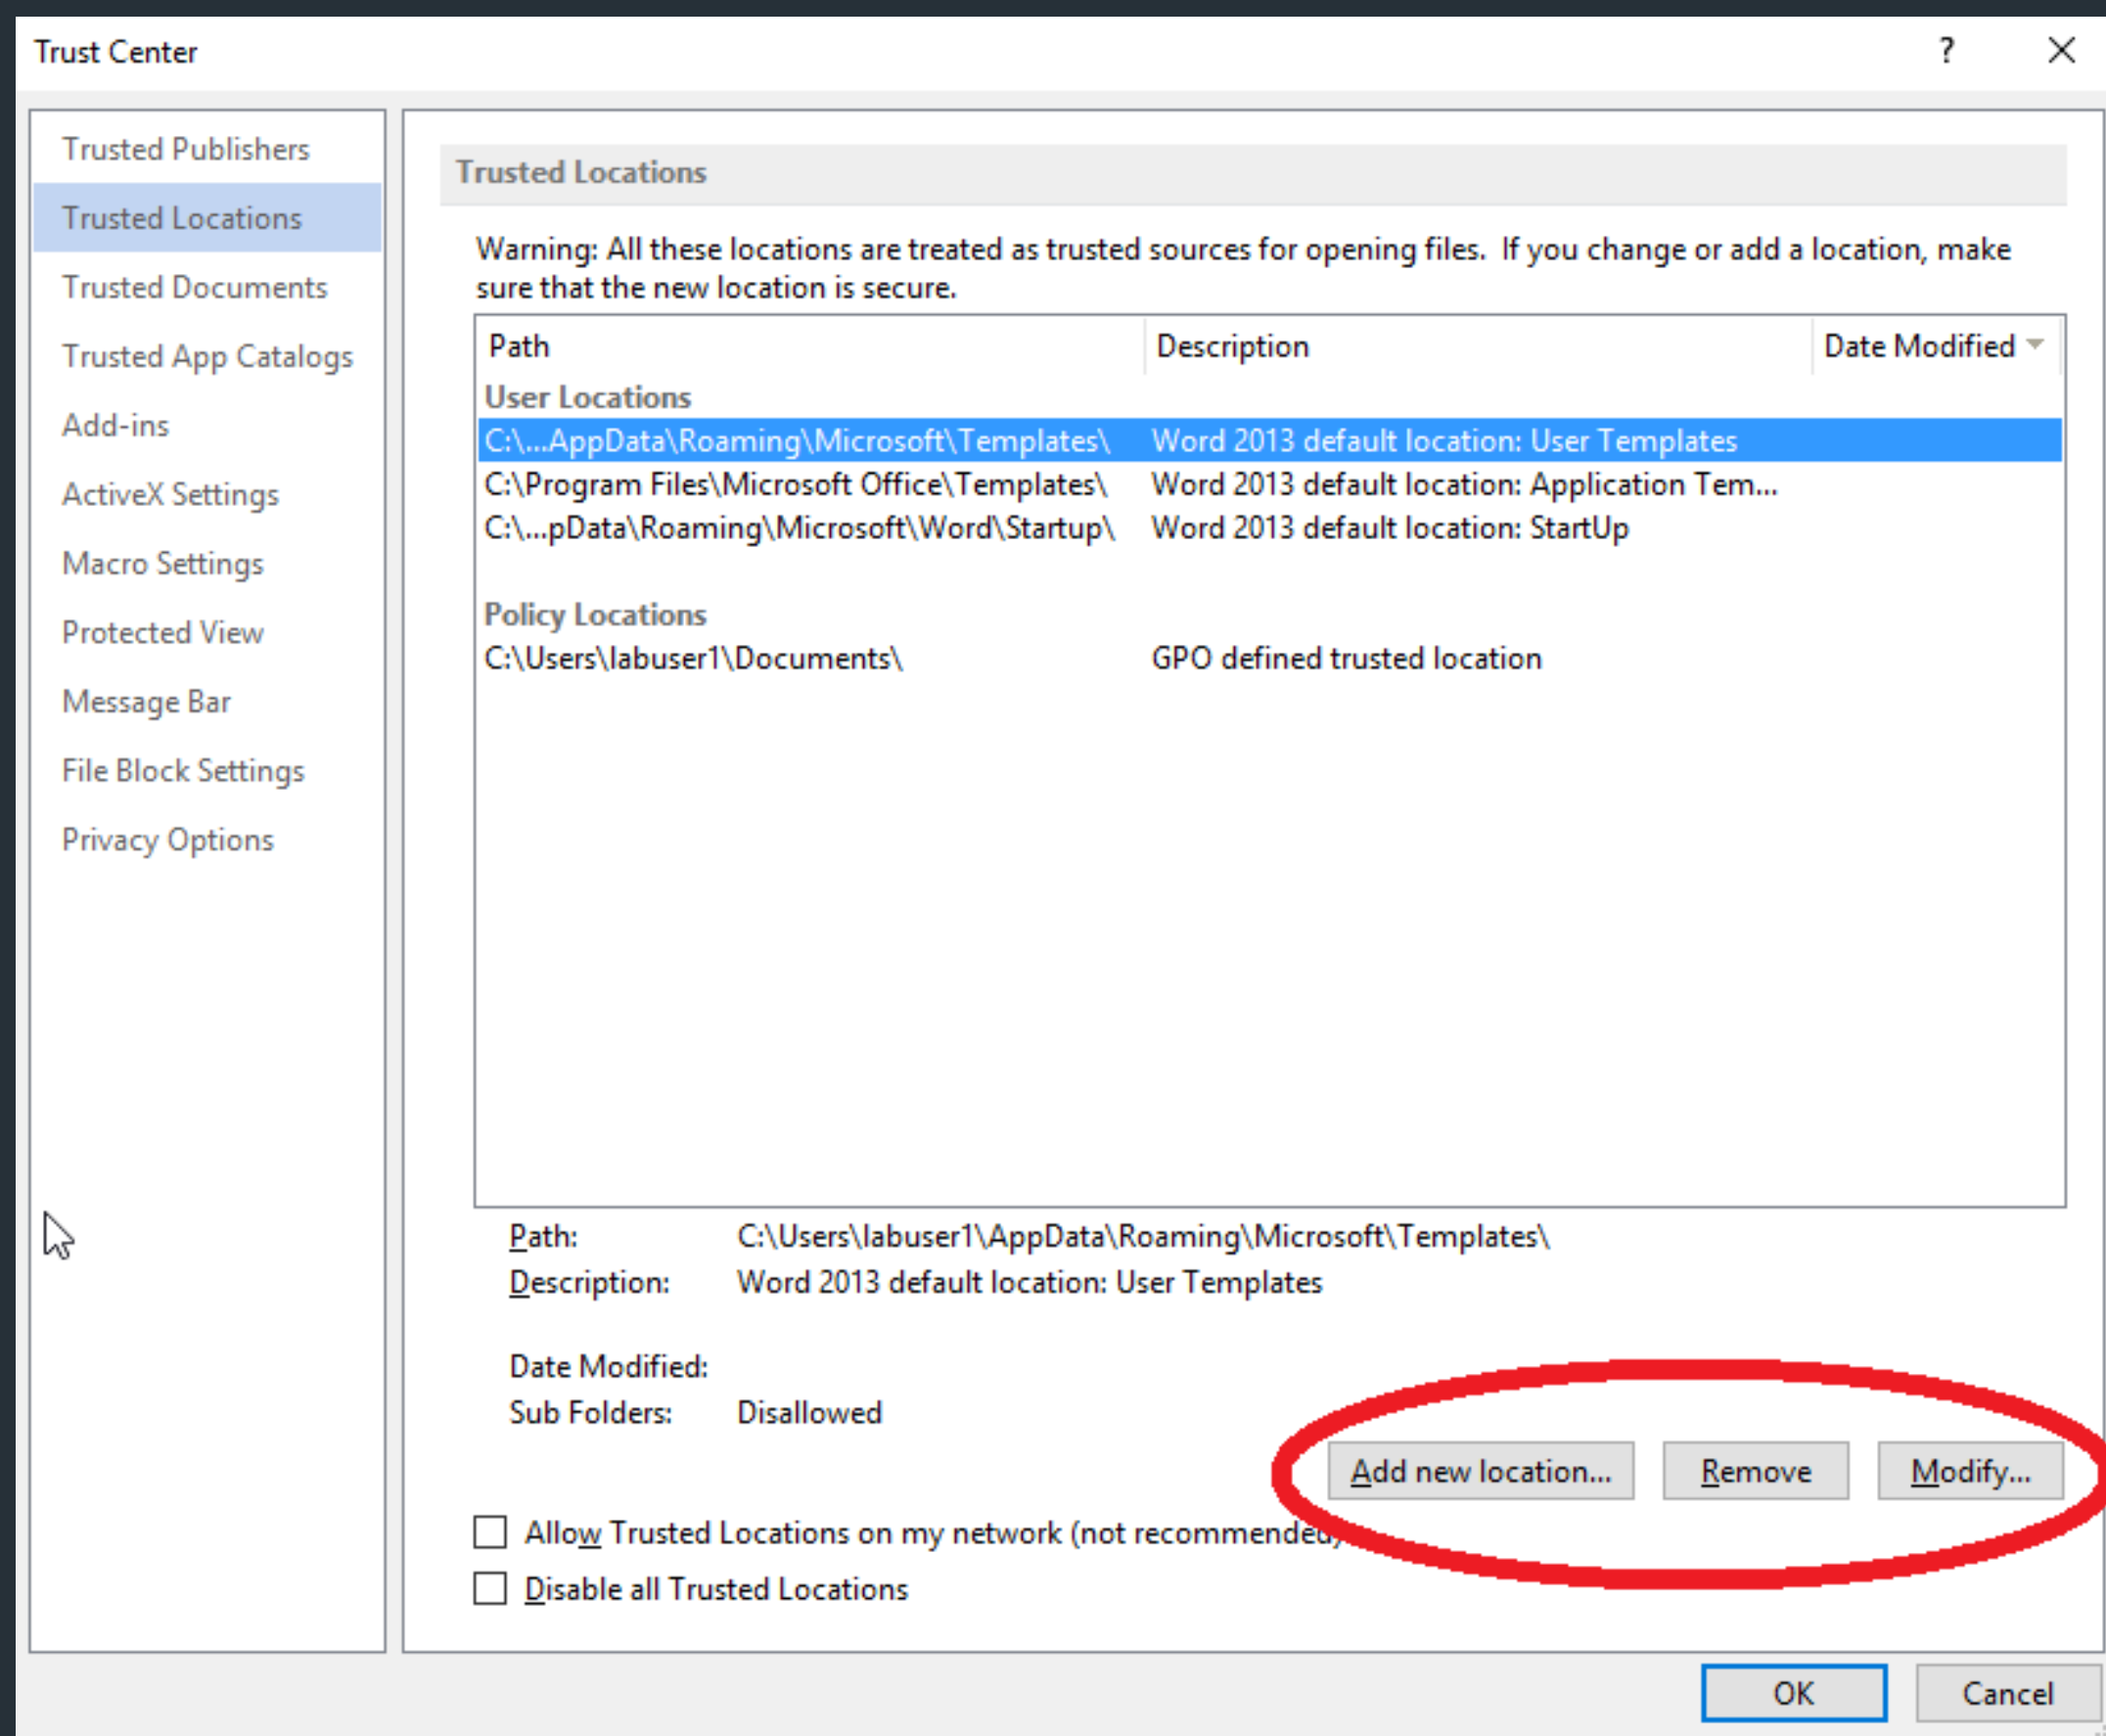 Trust Center
?
Trusted Publishers
Trusted Locations
Trusted Documents
Trusted App Catalogs
Add-ins
ActiveX Settings
Macro Settings
Protected View
Message Bar
File Block Settings
Privacy Options
Trusted Locations
Warning: All these locations are treated as trusted sources for opening files.  If you change or add a location, make
sure that the new location is secure.
Path Description Date Modified
User Locations
C:\...AppData\Roaming\Microsoft\Templates\ Word 2013 default location: User Templates
C:\Program Files\Microsoft Office\Templates\ Word 2013 default location: Application Tem...
C:\...pData\Roaming\Microsoft\Word\Startup\ Word 2013 default location: StartUp
Policy Locations
C:\Users\labuser1\Documents\ GPO defined trusted location
Path: C:\Users\labuser1\AppData\Roaming\Microsoft\Templates\
Description: Word 2013 default location: User Templates
Date Modified:
Sub Folders: Disallowed
Add new location... Remove Modify...
Allow Trusted Locations on my network (not recommended)
Disable all Trusted Locations
OK Cancel